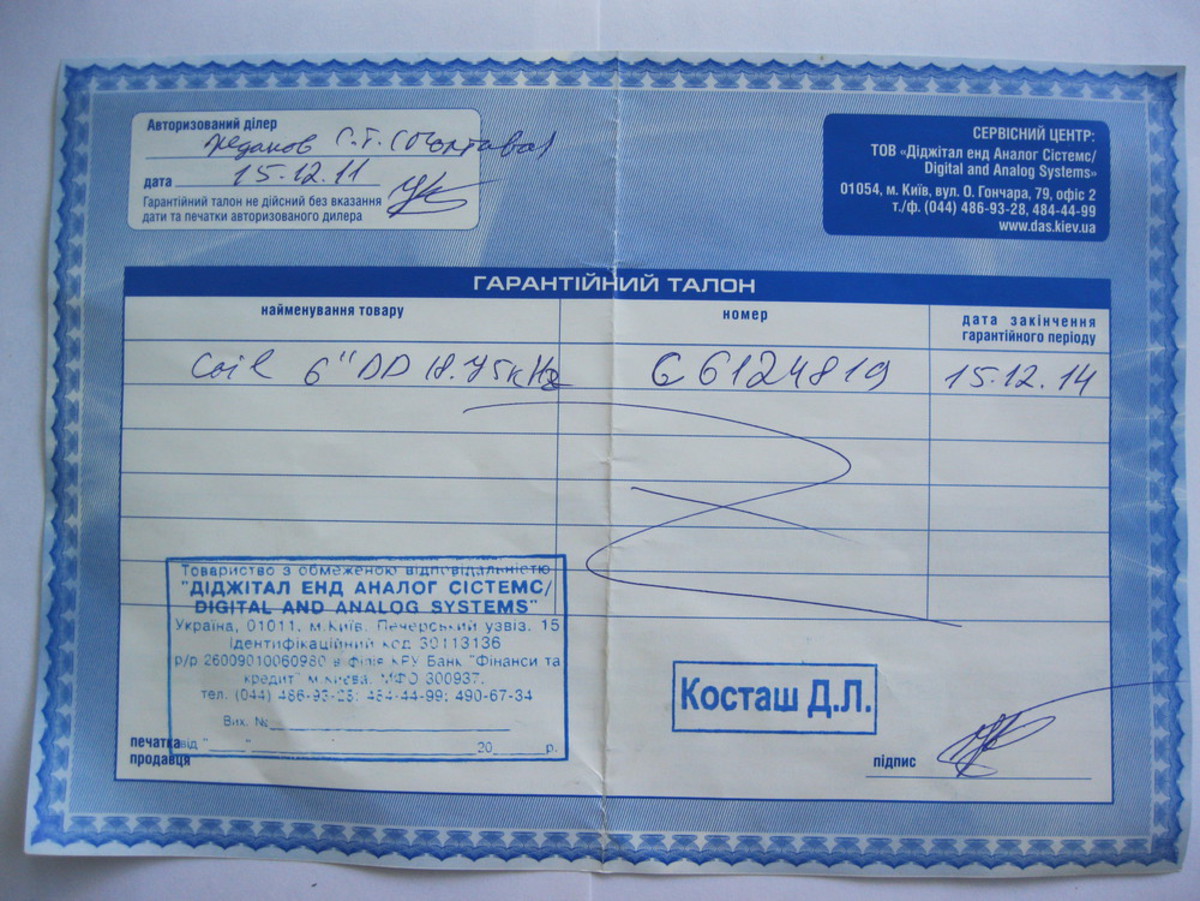 Авторизований ділер
Жданов С.Т. (Полтава)
дата 15.12.11
Гарантійний талон не дійсний без вказання
дати та печатки авторизованого дилера
СЕРВІСНИЙ ЦЕНТР:
ТОВ «Діджітал енд Аналог Сістемс/
Digital and Analog Systems»
01054, м. Київ, вул. О. Гончара, 79, офіс 2
т./ф. (044) 486-93-28, 484-44-99
www.das.kiev.ua
ГАРАНТІЙНИЙ ТАЛОН
найменування товару
номер
дата закінчення
гарантійного періоду
Coil 6" DD 18.75 kHz
G6124819
15.12.14
Товариство з обмеженою відповідальністю
"ДІДЖІТАЛ ЕНД АНАЛОГ СІСТЕМС/
DIGITAL AND ANALOG SYSTEMS"
Україна, 01011, м.Київ, Печерський узвіз, 15
Ідентифікаційний код 30113136
р/р 26009010060980 в філія КРУ Банк "Фінанси та
кредит" м.Києва, МФО 300937,
тел. (044) 486-93-28; 484-44-99; 490-67-34
Вих. №
від " " 20 р.
печатка
продавця
Косташ Д.Л.
підпис